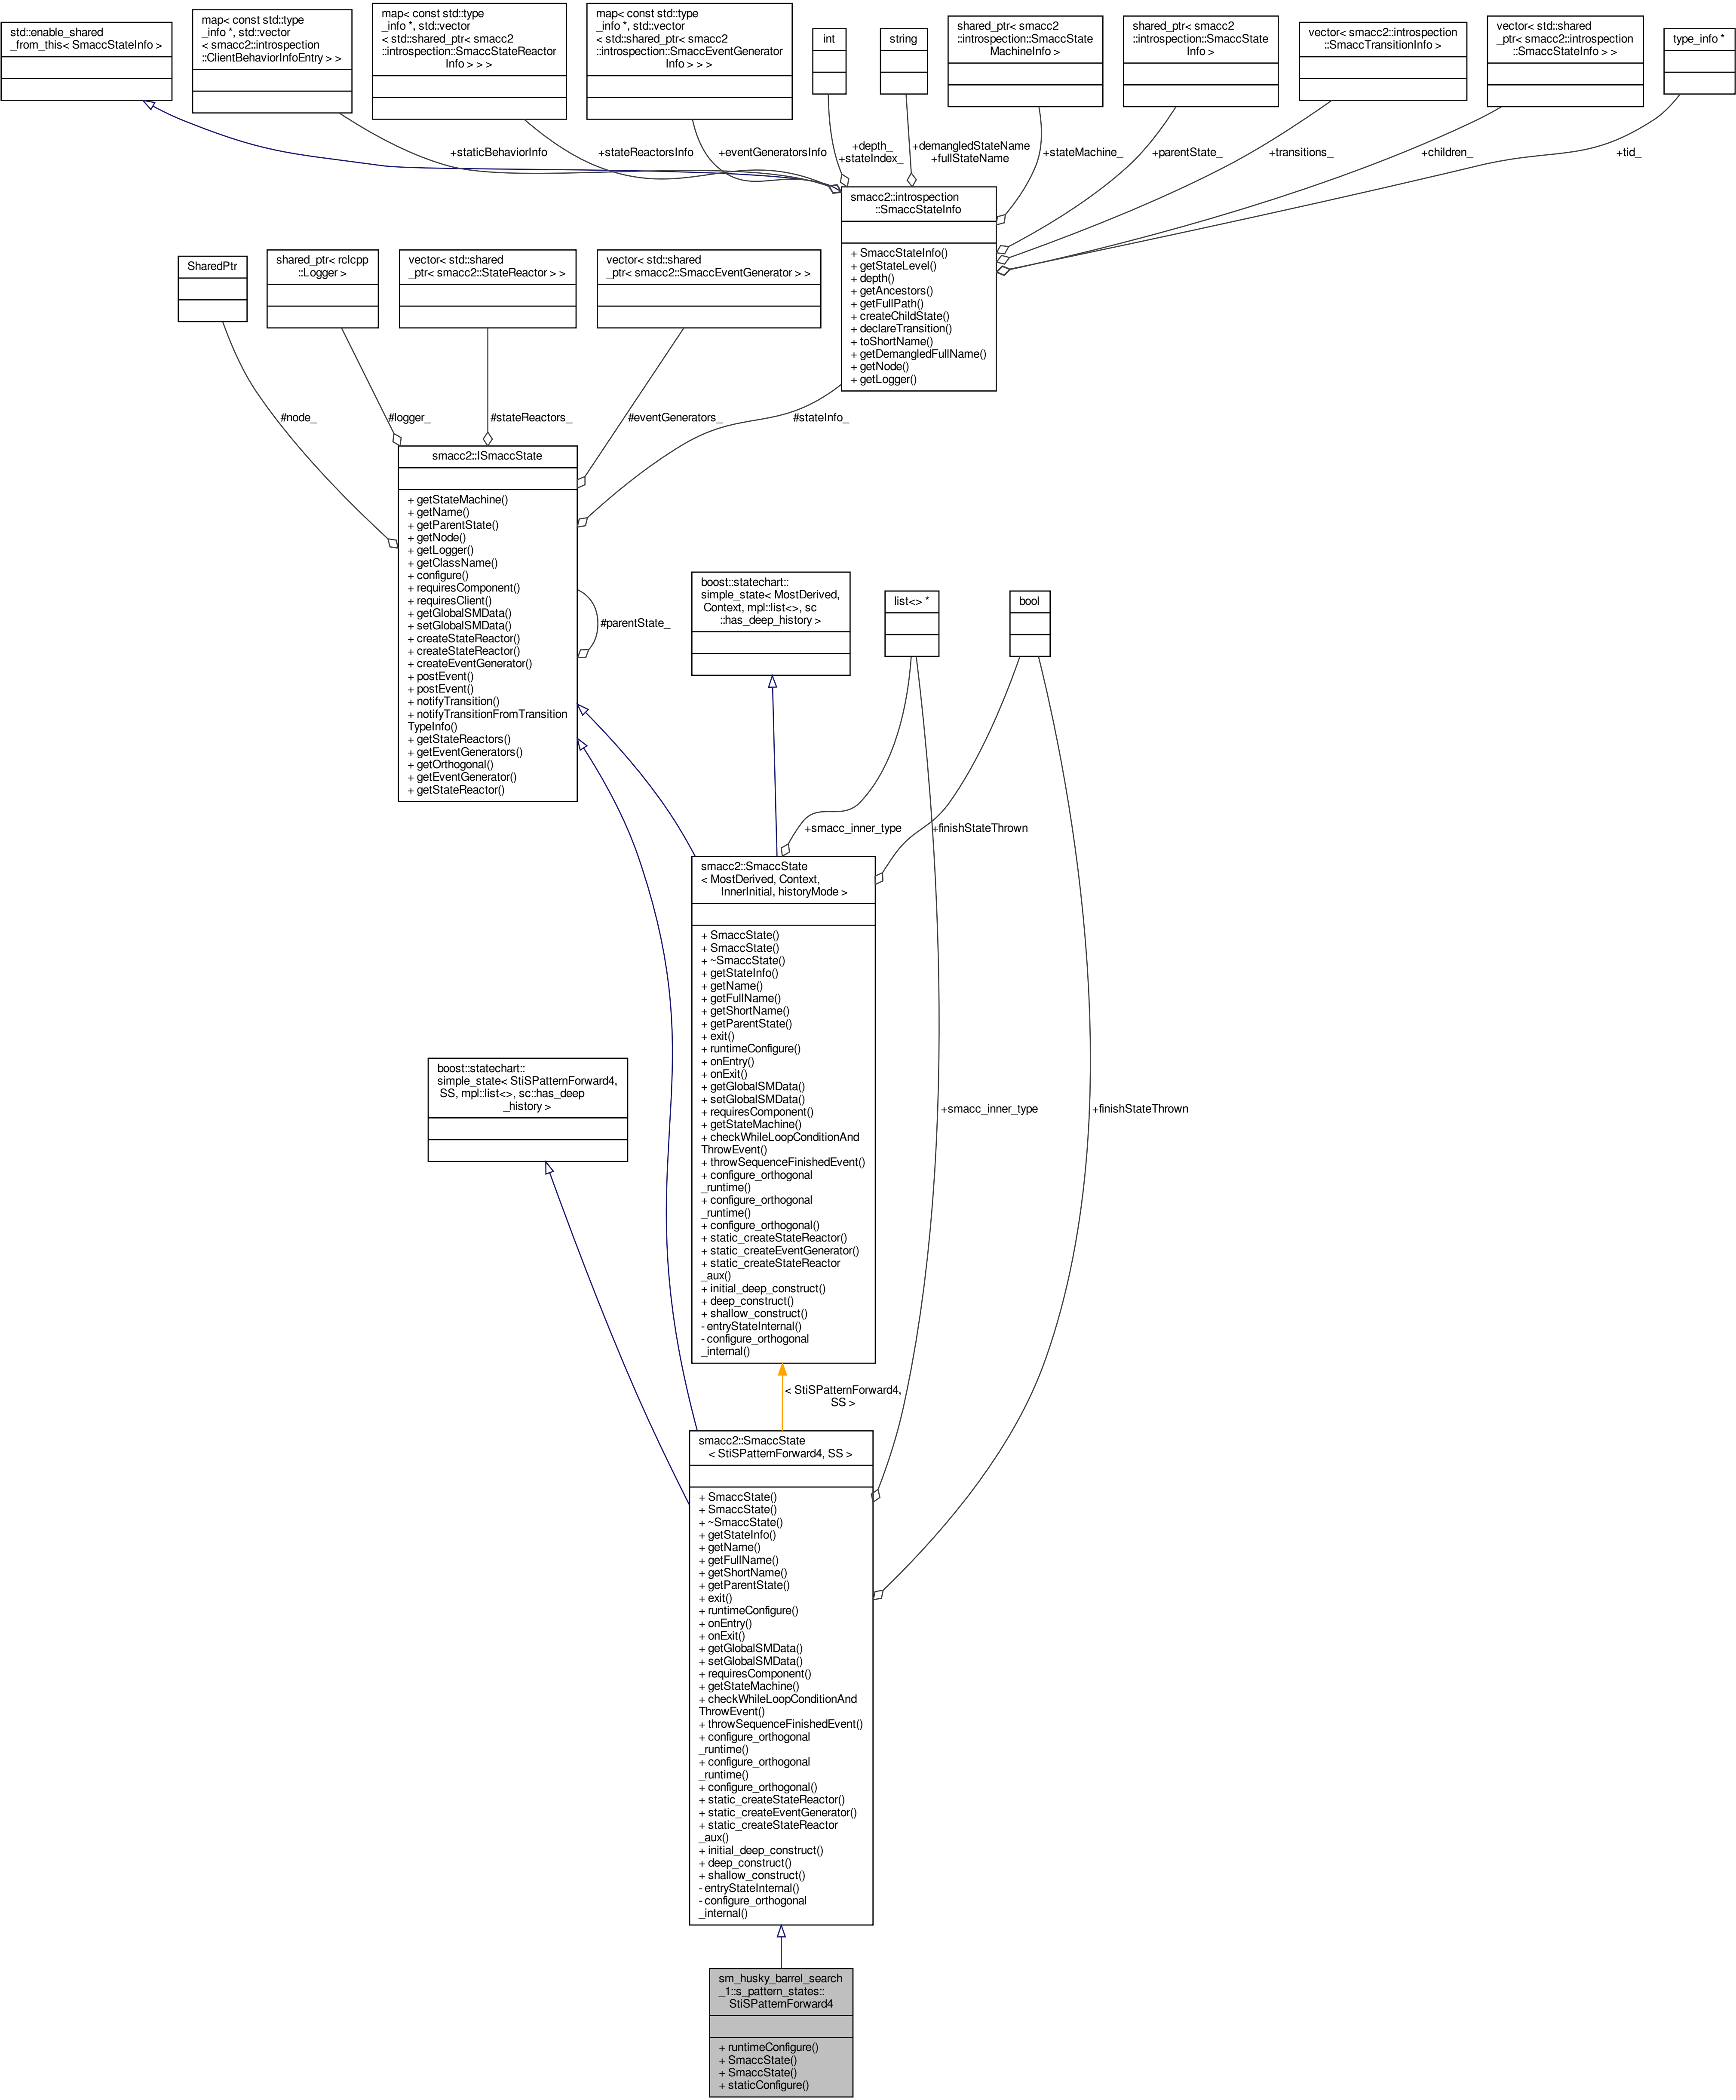 std::enable_shared
_from_this< SmaccStateInfo >
map< const std::type
_info *, std::vector
< smacc2::introspection
::ClientBehaviorInfoEntry > >
map< const std::type
_info *, std::vector
< std::shared_ptr< smacc2
::introspection::SmaccStateReactor
Info > > >
map< const std::type
_info *, std::vector
< std::shared_ptr< smacc2
::introspection::SmaccEventGenerator
Info > > >
int
string
shared_ptr< smacc2
::introspection::SmaccState
MachineInfo >
shared_ptr< smacc2
::introspection::SmaccState
Info >
vector< smacc2::introspection
::SmaccTransitionInfo >
vector< std::shared
_ptr< smacc2::introspection
::SmaccStateInfo > >
type_info *
+staticBehaviorInfo
+stateReactorsInfo
+eventGeneratorsInfo
+depth_
+stateIndex_
+demangledStateName
+fullStateName
+stateMachine_
+parentState_
+transitions_
+children_
+tid_
smacc2::introspection
::SmaccStateInfo
+ SmaccStateInfo()
+ getStateLevel()
+ depth()
+ getAncestors()
+ getFullPath()
+ createChildState()
+ declareTransition()
+ toShortName()
+ getDemangledFullName()
+ getNode()
+ getLogger()
SharedPtr
shared_ptr< rclcpp
::Logger >
vector< std::shared
_ptr< smacc2::StateReactor > >
vector< std::shared
_ptr< smacc2::SmaccEventGenerator > >
#node_
#logger_
#stateReactors_
#eventGenerators_
#stateInfo_
smacc2::ISmaccState
+ getStateMachine()
+ getName()
+ getParentState()
+ getNode()
+ getLogger()
+ getClassName()
+ configure()
+ requiresComponent()
+ requiresClient()
+ getGlobalSMData()
+ setGlobalSMData()
+ createStateReactor()
+ createStateReactor()
+ createEventGenerator()
+ postEvent()
+ postEvent()
+ notifyTransition()
+ notifyTransitionFromTransition
TypeInfo()
+ getStateReactors()
+ getEventGenerators()
+ getOrthogonal()
+ getEventGenerator()
+ getStateReactor()
#parentState_
boost::statechart::
simple_state< MostDerived,
Context, mpl::list<>, sc
::has_deep_history >
list<> *
bool
+smacc_inner_type
+finishStateThrown
smacc2::SmaccState
< MostDerived, Context,
InnerInitial, historyMode >
+ SmaccState()
+ SmaccState()
+ ~SmaccState()
+ getStateInfo()
+ getName()
+ getFullName()
+ getShortName()
+ getParentState()
+ exit()
+ runtimeConfigure()
+ onEntry()
+ onExit()
+ getGlobalSMData()
+ setGlobalSMData()
+ requiresComponent()
+ getStateMachine()
+ checkWhileLoopConditionAnd
ThrowEvent()
+ throwSequenceFinishedEvent()
+ configure_orthogonal
_runtime()
+ configure_orthogonal
_runtime()
+ configure_orthogonal()
+ static_createStateReactor()
+ static_createEventGenerator()
+ static_createStateReactor
_aux()
+ initial_deep_construct()
+ deep_construct()
+ shallow_construct()
- entryStateInternal()
- configure_orthogonal
_internal()
boost::statechart::
simple_state< StiSPatternForward4,
SS, mpl::list<>, sc::has_deep
_history >
+smacc_inner_type
+finishStateThrown
< StiSPatternForward4,
SS >
smacc2::SmaccState
< StiSPatternForward4, SS >
+ SmaccState()
+ SmaccState()
+ ~SmaccState()
+ getStateInfo()
+ getName()
+ getFullName()
+ getShortName()
+ getParentState()
+ exit()
+ runtimeConfigure()
+ onEntry()
+ onExit()
+ getGlobalSMData()
+ setGlobalSMData()
+ requiresComponent()
+ getStateMachine()
+ checkWhileLoopConditionAnd
ThrowEvent()
+ throwSequenceFinishedEvent()
+ configure_orthogonal
_runtime()
+ configure_orthogonal
_runtime()
+ configure_orthogonal()
+ static_createStateReactor()
+ static_createEventGenerator()
+ static_createStateReactor
_aux()
+ initial_deep_construct()
+ deep_construct()
+ shallow_construct()
- entryStateInternal()
- configure_orthogonal
_internal()
sm_husky_barrel_search
_1::s_pattern_states::
StiSPatternForward4
+ runtimeConfigure()
+ SmaccState()
+ SmaccState()
+ staticConfigure()